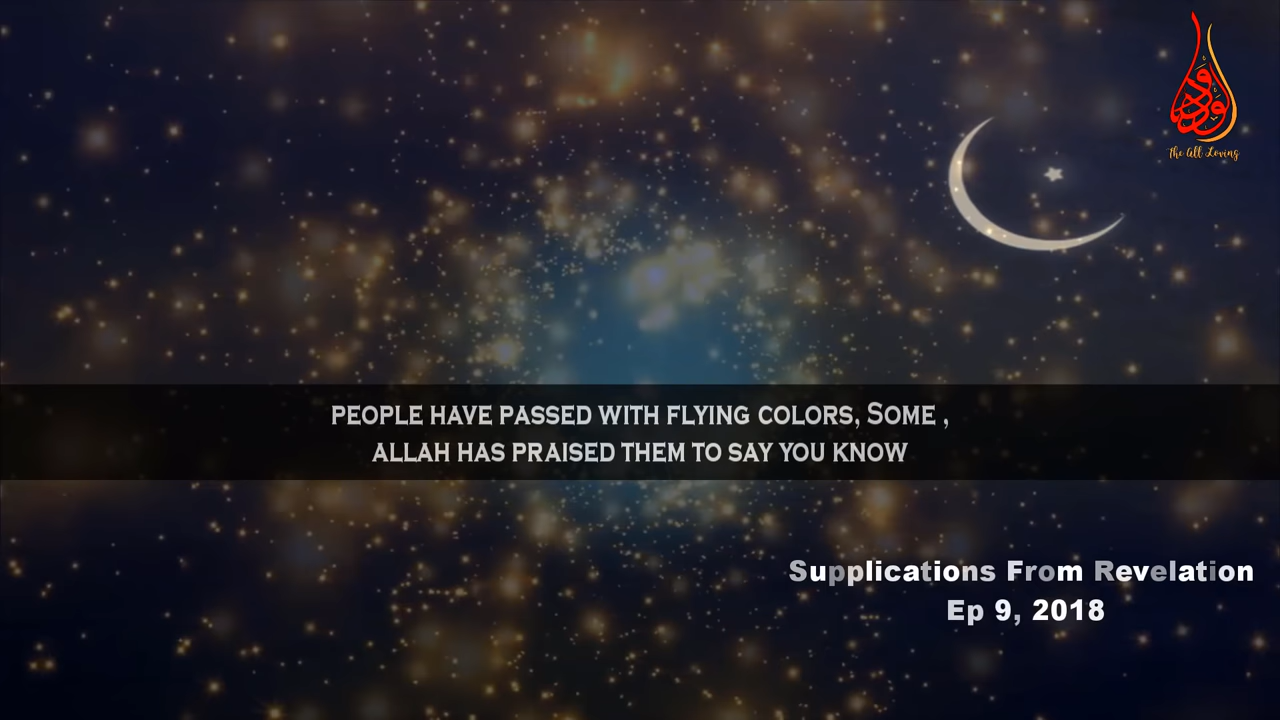 الودود
The All Loving
PEOPLE HAVE PASSED WITH FLYING COLORS, SOME ,
ALLAH HAS PRAISED THEM TO SAY YOU KNOW
Supplications From Revelation
Ep 9, 2018